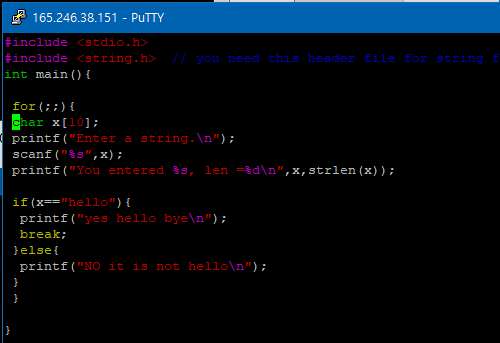 165.246.38.151 - PuTTY
#include <stdio.h>
#include <string.h>  // you need this header file for string f
int main(){
for(;;){
char x[10];
printf("Enter a string.\n");
scanf("%s",x);
printf("You entered %s, len =%d\n",x,strlen(x));
if(x=="hello"){
printf("yes hello bye\n");
break;
}else{
printf("NO it is not hello\n");
}
}
}